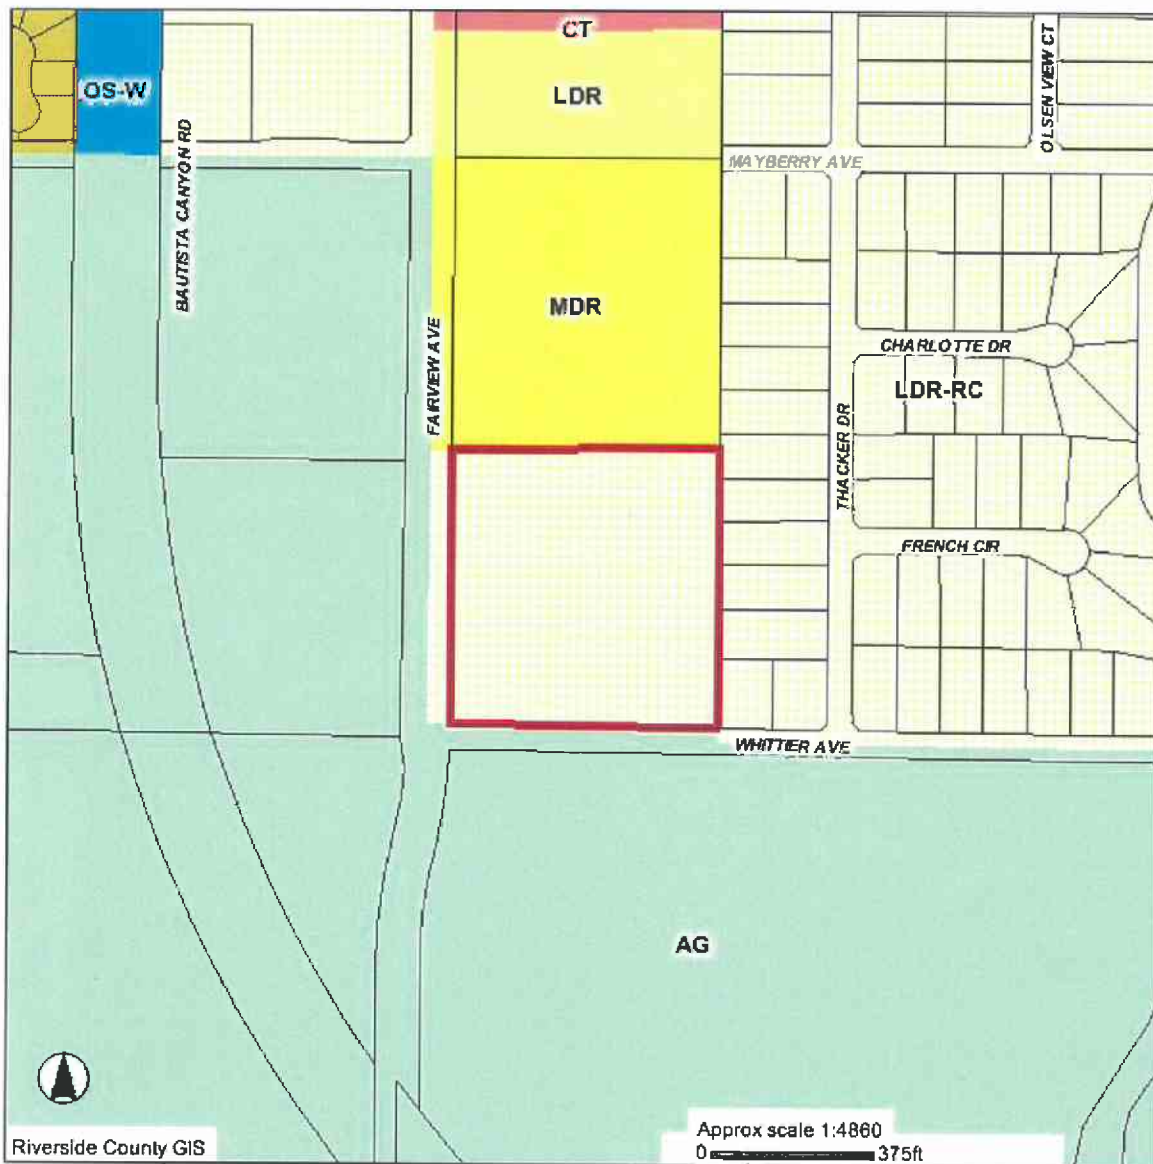 CT
OLSEN VIEW CT
OS-W
LDR
BAUTISTA CANYON RD
MAYBERRY AVE
MDR
FAIRVIEW AVE
CHARLOTTE DR
LDR-RC
THACKER DR
FRENCH CIR
WHITTIER AVE
AG
Riverside County GIS
Approx scale 1:4860
0 375ft